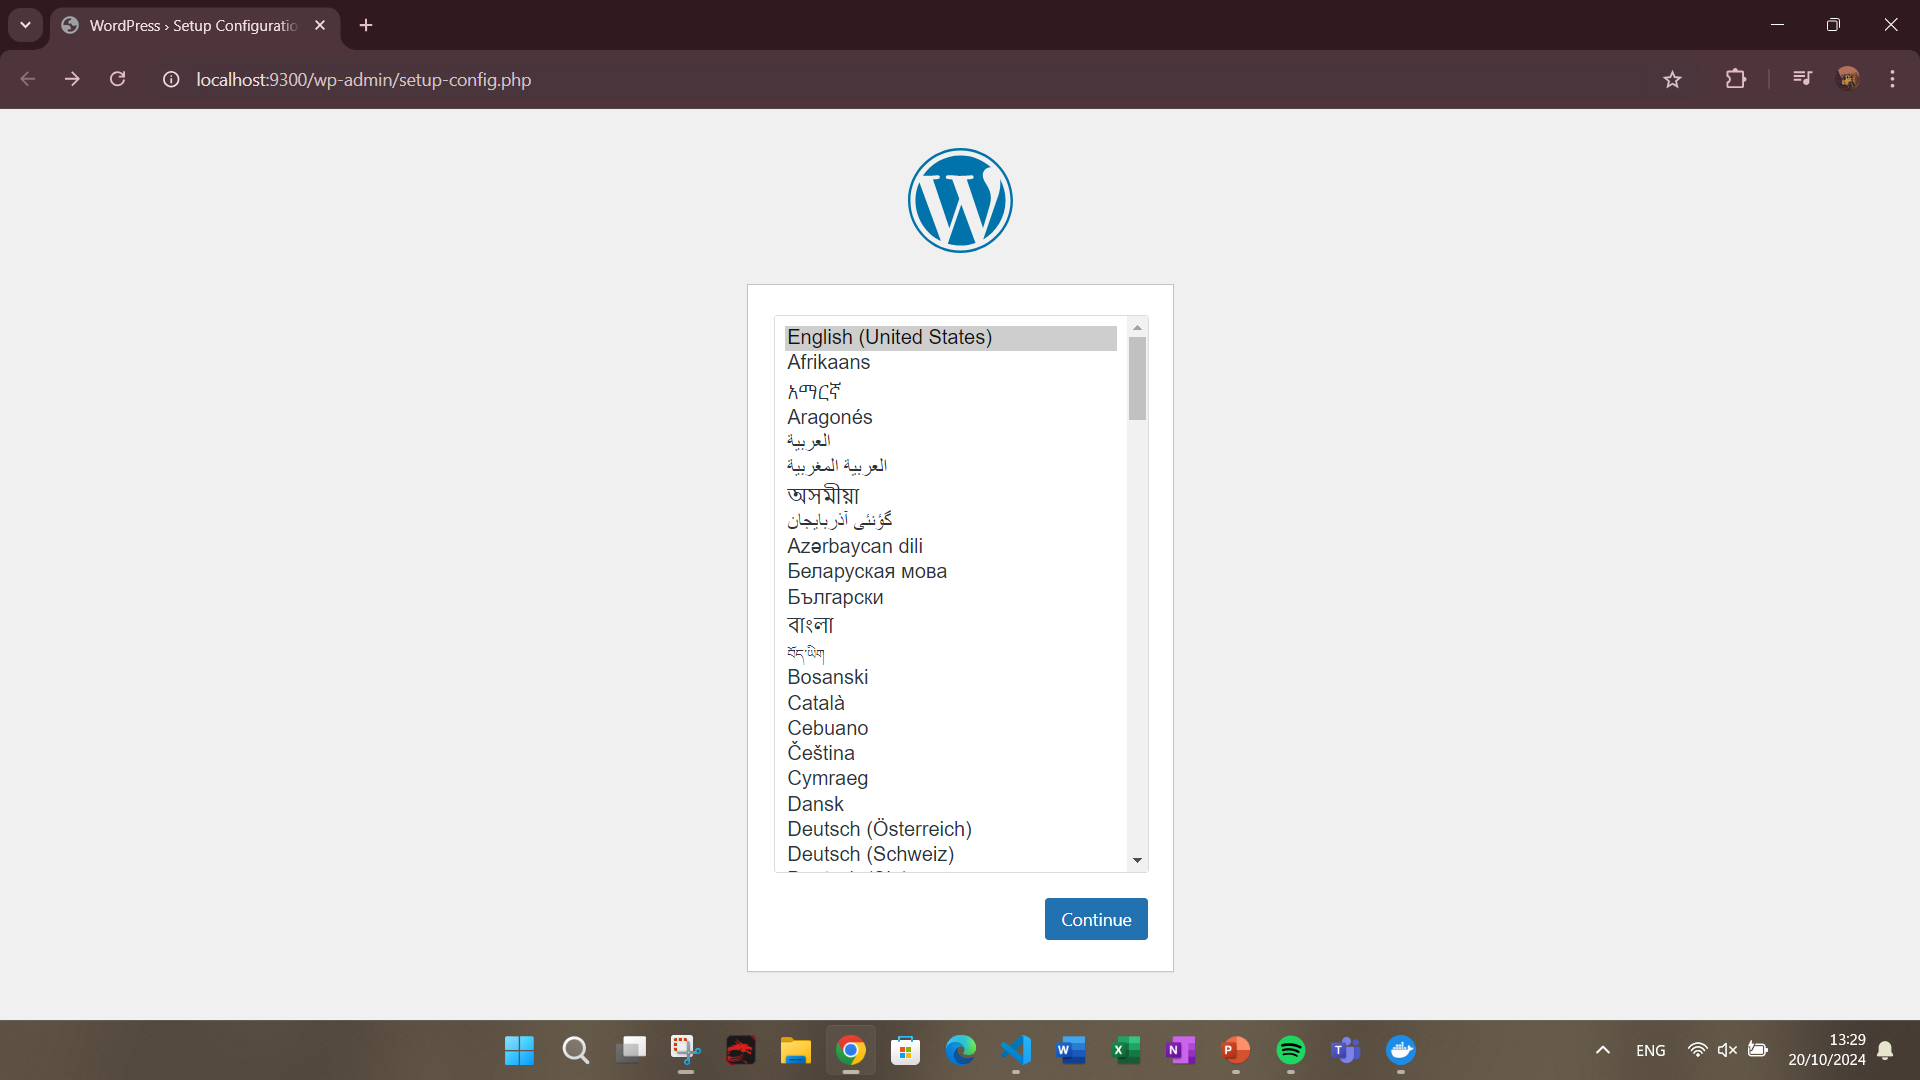 WordPress › Setup Configuratio
localhost:9300/wp-admin/setup-config.php
English (United States)
Afrikaans
አማርኛ
Aragonés
العربية
العربية المغربية
অসমীয়া
گؤنئی آذربایجان
Azərbaycan dili
Беларуская мова
Български
বাংলা
བོད་ཡིག
Bosanski
Català
Cebuano
Čeština
Cymraeg
Dansk
Deutsch (Österreich)
Deutsch (Schweiz)
Continue
ENG
13:29
20/10/2024